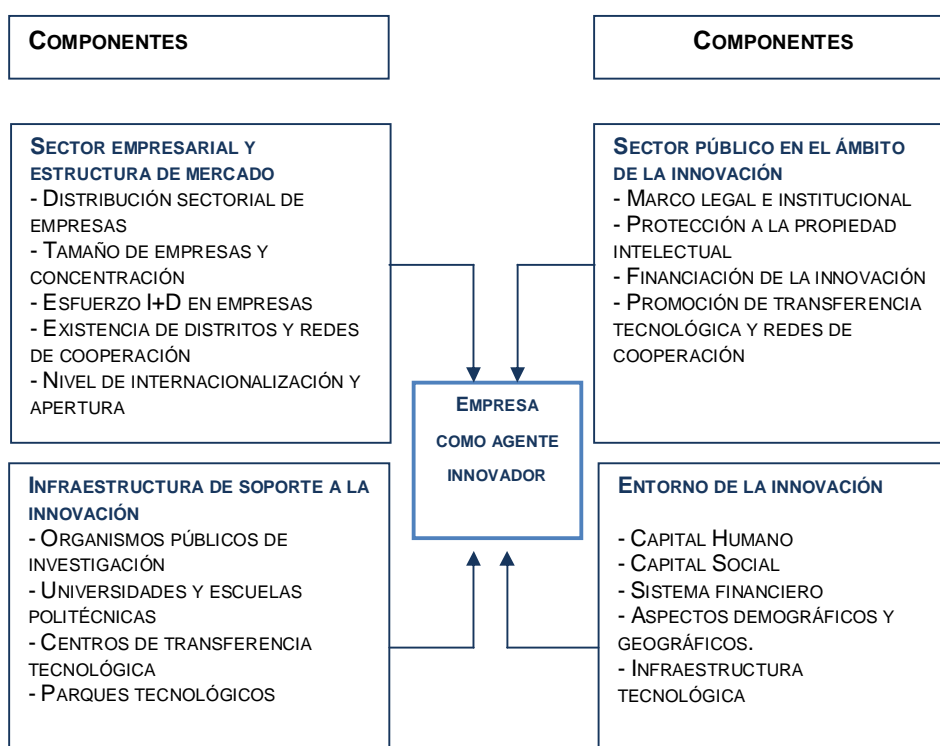 COMPONENTES
COMPONENTES
SECTOR EMPRESARIAL Y
ESTRUCTURA DE MERCADO
- DISTRIBUCIÓN SECTORIAL DE
EMPRESAS
- TAMAÑO DE EMPRESAS Y
CONCENTRACIÓN
- ESFUERZO I+D EN EMPRESAS
- EXISTENCIA DE DISTRITOS Y REDES
DE COOPERACIÓN
- NIVEL DE INTERNACIONALIZACIÓN Y
APERTURA
SECTOR PÚBLICO EN EL ÁMBITO
DE LA INNOVACIÓN
- MARCO LEGAL E INSTITUCIONAL
- PROTECCIÓN A LA PROPIEDAD
INTELECTUAL
- FINANCIACIÓN DE LA INNOVACIÓN
- PROMOCIÓN DE TRANSFERENCIA
TECNOLÓGICA Y REDES DE
COOPERACIÓN
EMPRESA
COMO AGENTE
INNOVADOR
INFRAESTRUCTURA DE SOPORTE A LA
INNOVACIÓN
- ORGANISMOS PÚBLICOS DE
INVESTIGACIÓN
- UNIVERSIDADES Y ESCUELAS
POLITÉCNICAS
- CENTROS DE TRANSFERENCIA
TECNOLÓGICA
- PARQUES TECNOLÓGICOS
ENTORNO DE LA INNOVACIÓN
- CAPITAL HUMANO
- CAPITAL SOCIAL
- SISTEMA FINANCIERO
- ASPECTOS DEMOGRÁFICOS Y
GEOGRÁFICOS.
- INFRAESTRUCTURA
TECNOLÓGICA